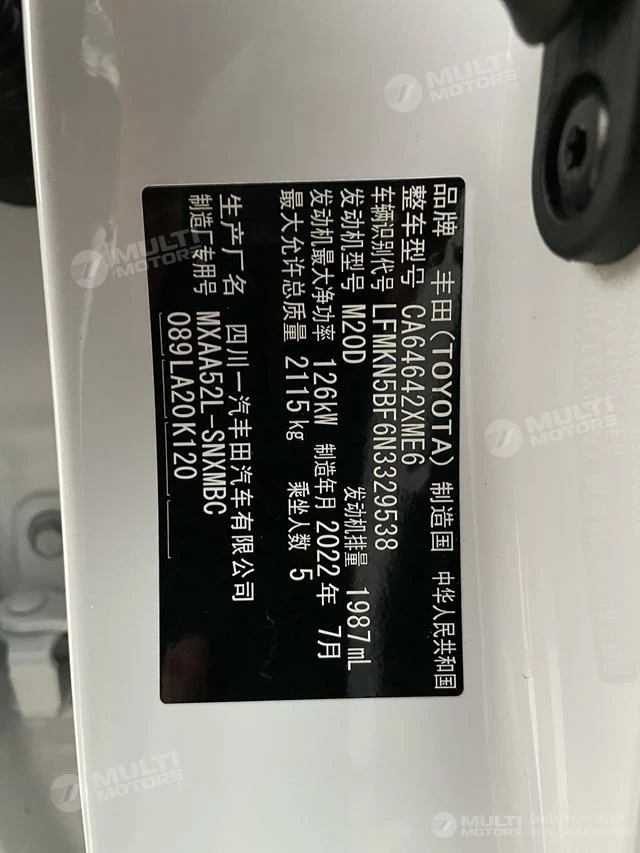 品牌 丰田(TOYOTA) 制造国 中华人民共和国
整车型号 CA64642XME6
车辆识别代号 LFMKN5BF6N3329538
发动机型号 M20D 发动机排量 1987mL
发动机最大净功率 126kW 制造年月 2022年 7月
最大允许总质量 2115kg 乘坐人数 5
生产厂名 四川一汽丰田汽车有限公司
制造厂专用号 MXAA52L-SNXMBC
089LA20K120
MULTI
MOTORS
MULTI
MOTORS
MULTI
MOTORS
MULTI
MOTORS
MULTI
MOTORS
ОНЛАЙН-КАТАЛОГ
ЭЛЕКТРОМОБИЛЕЙ